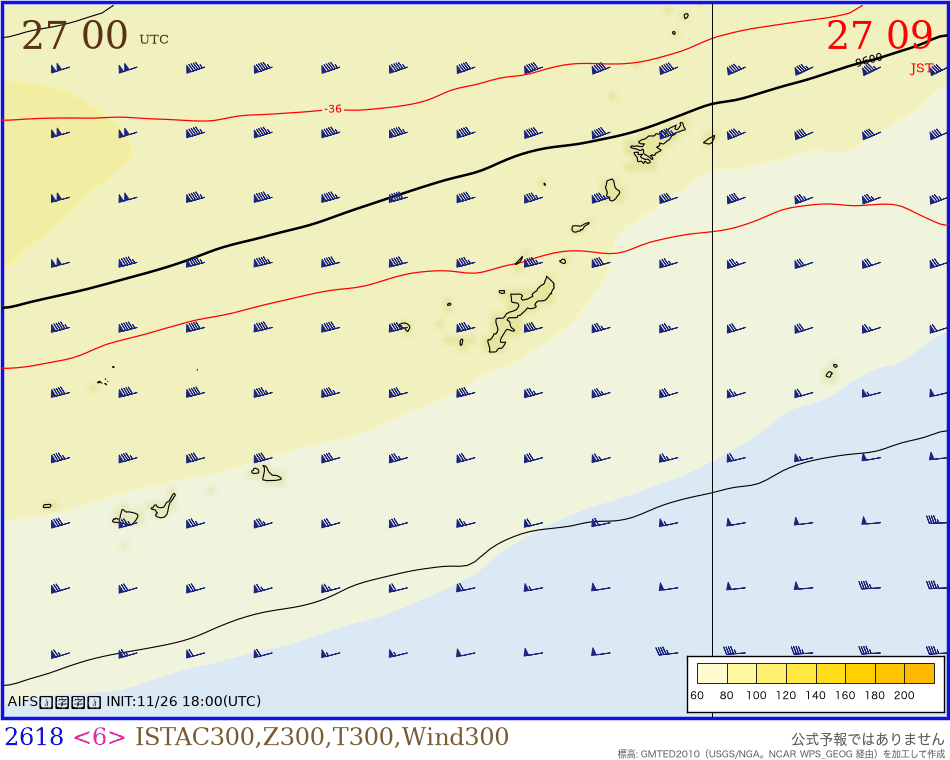 27 00 UTC
27 09
JST
9600
-36
60 80 100 120 140 160 180 200
AIFS INIT:11/26 18:00(UTC)
2618 <6> ISTAC300,Z300,T300,Wind300
公式予報ではありません
標高: GMTED2010（USGS/NGA。NCAR WPS_GEOG 経由）を加工して作成